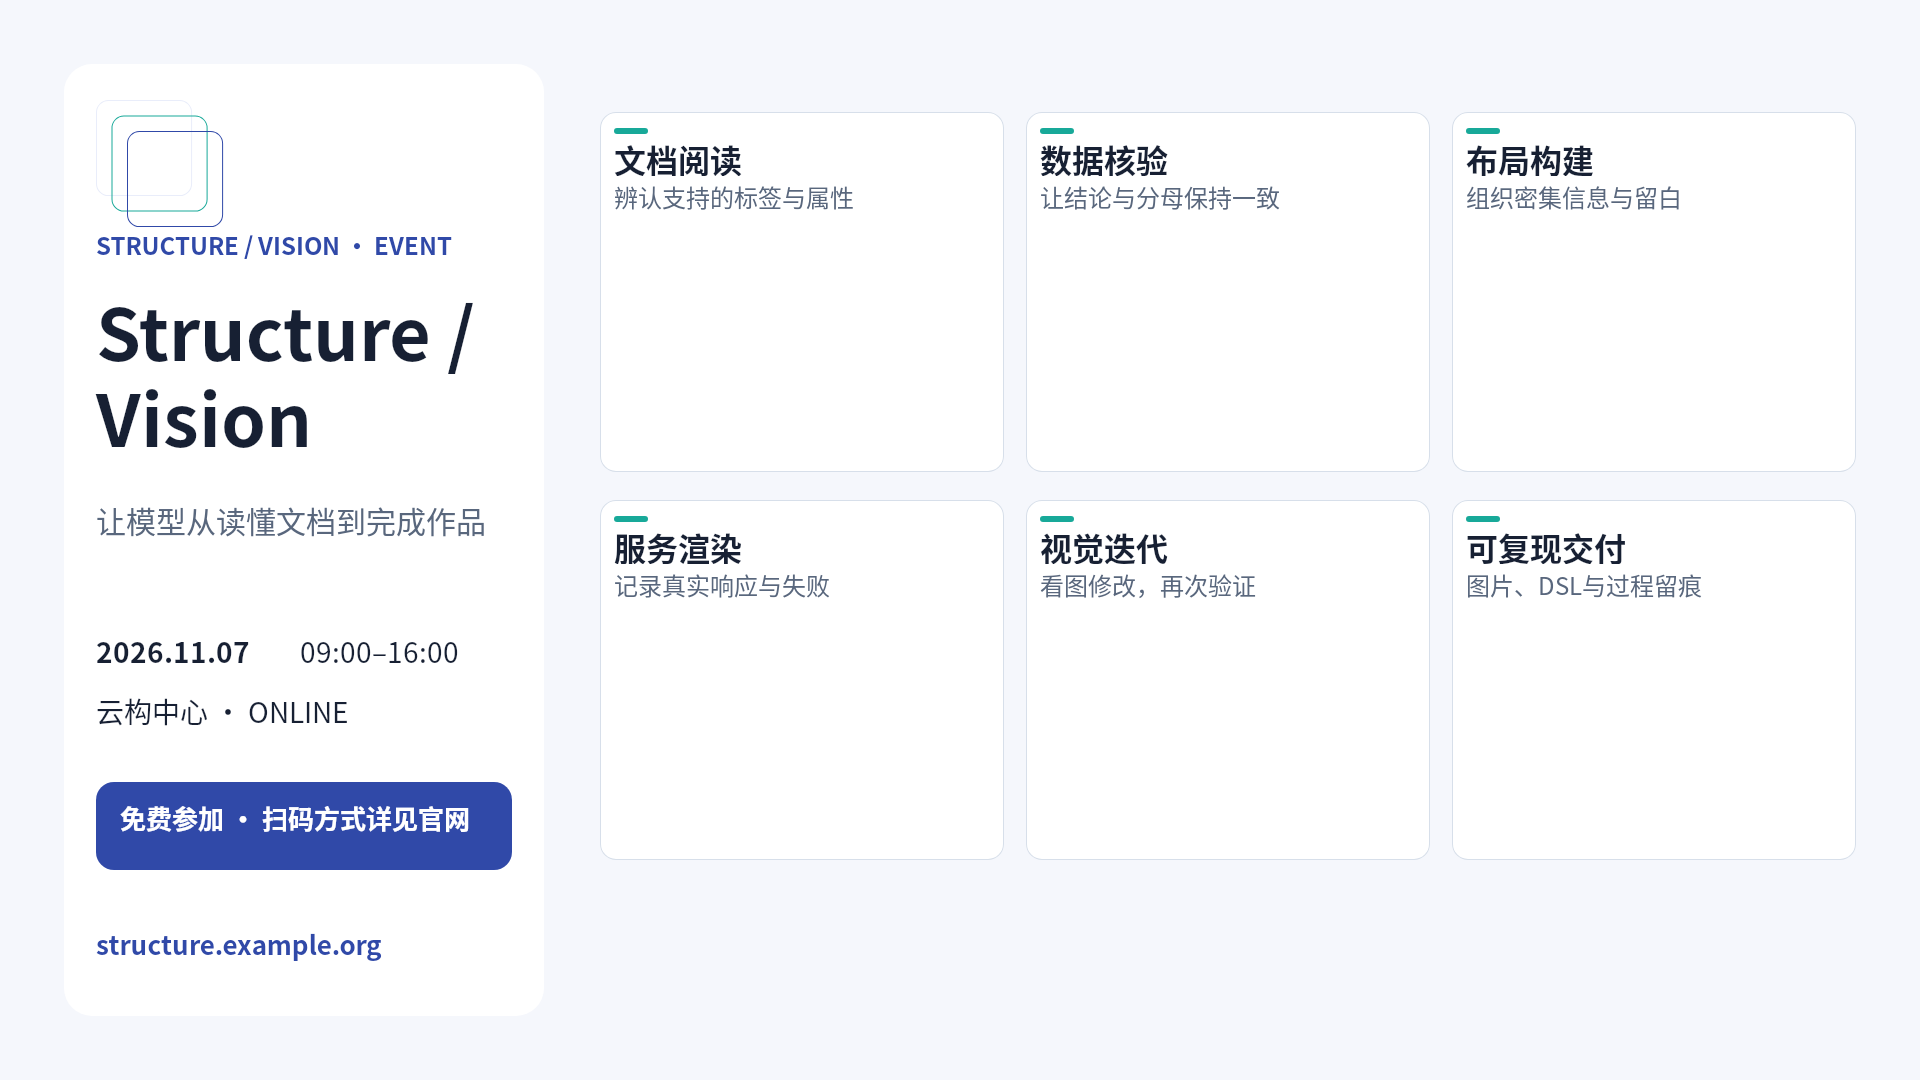 STRUCTURE / VISION · EVENT
Structure /
Vision
让模型从读懂文档到完成作品
2026.11.07 09:00–16:00
云构中心 · ONLINE
免费参加 · 扫码方式详见官网
structure.example.org
文档阅读
辨认支持的标签与属性
数据核验
让结论与分母保持一致
布局构建
组织密集信息与留白
服务渲染
记录真实响应与失败
视觉迭代
看图修改，再次验证
可复现交付
图片、DSL与过程留痕